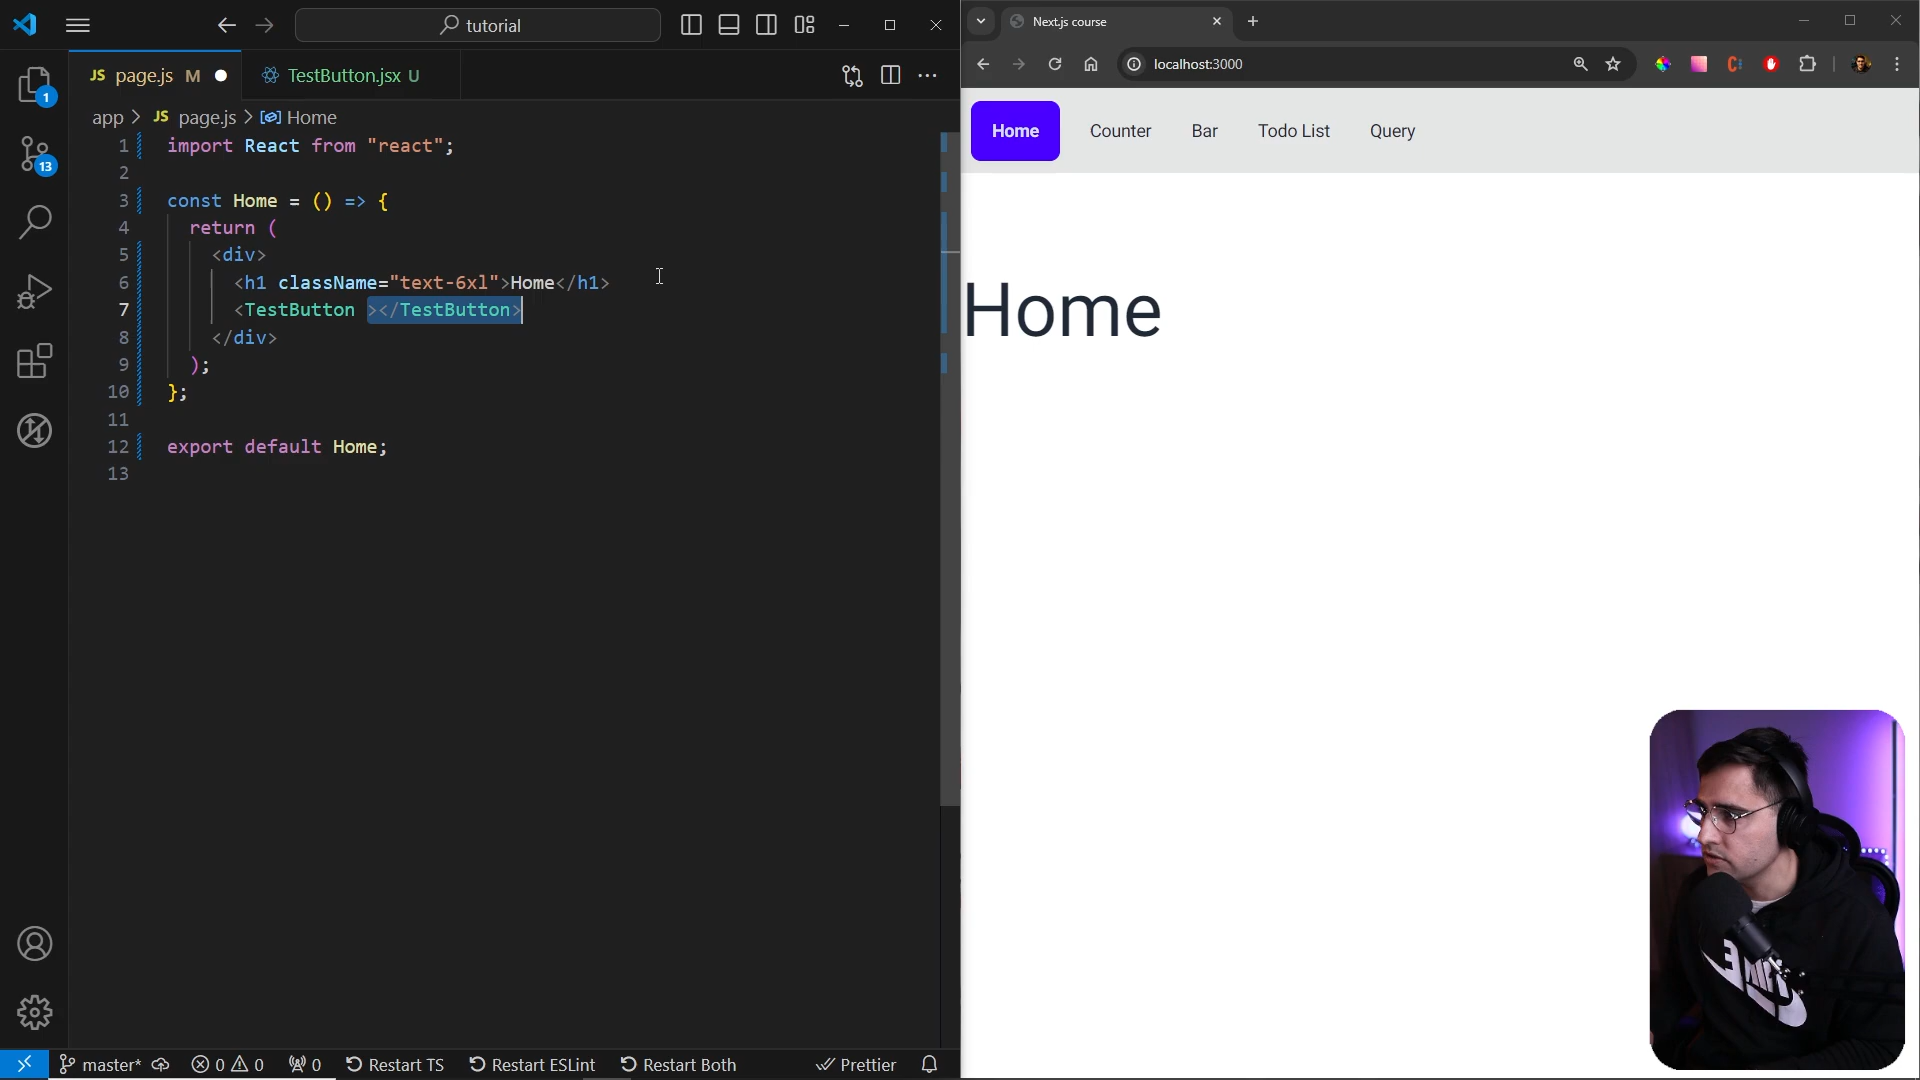 tutorial
JS page.js M
TestButton.jsx U
app > JS page.js > Home
1 import React from "react";
2
3 const Home = () => {
4 return (
5 <div>
6 <h1 className="text-6xl">Home</h1>
7 <TestButton ></TestButton>
8 </div>
9 );
10 };
11
12 export default Home;
13
1
13
master* 0 0 0 Restart TS Restart ESLint Restart Both Prettier
Next.js course
localhost:3000
Home Counter Bar Todo List Query
Home
NIKE